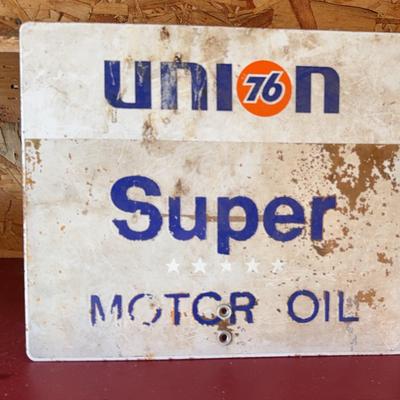 union 76
Super
MOTOR OIL